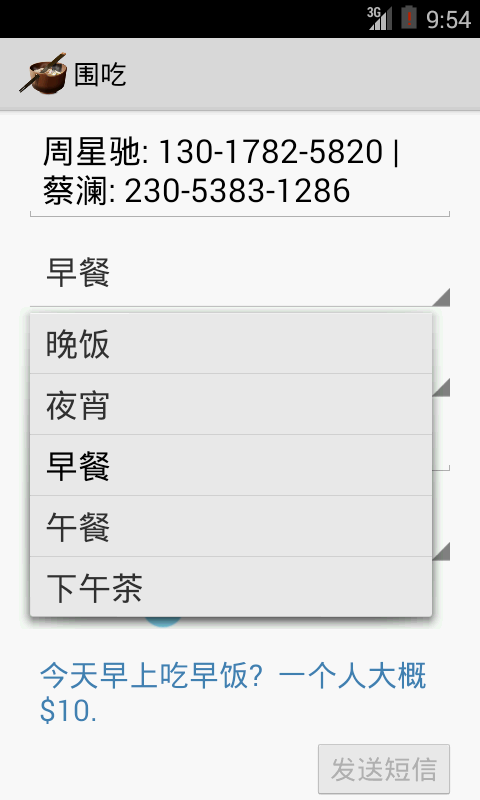 3G 9:54
围吃
周星驰: 130-1782-5820 |
蔡澜: 230-5383-1286
早餐
晚饭
夜宵
早餐
午餐
下午茶
今天早上吃早饭？一个人大概
$10.
发送短信